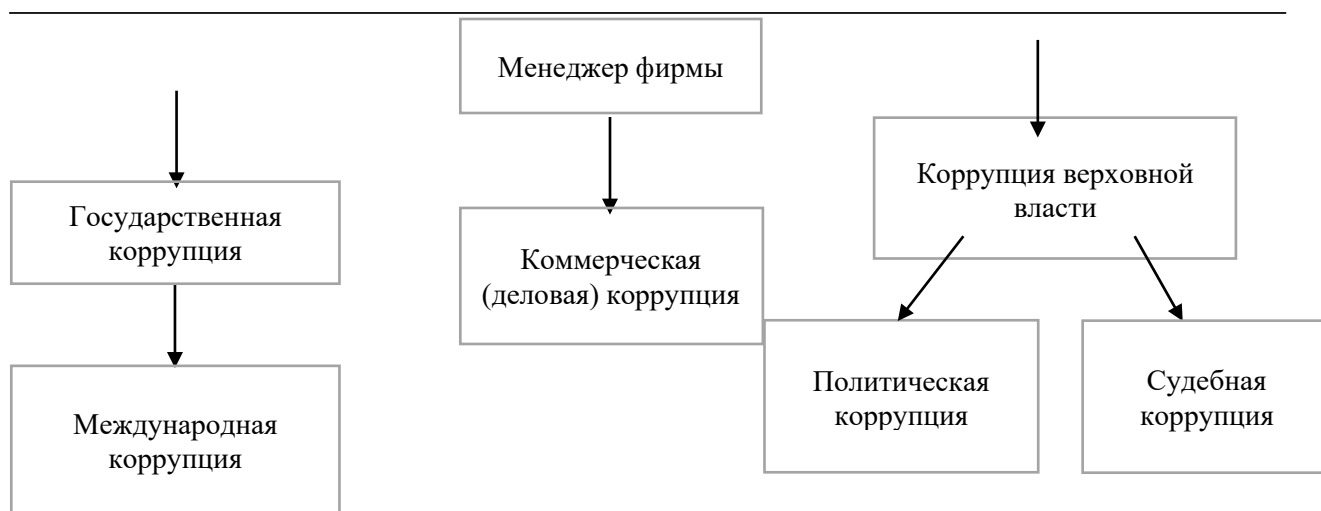 Менеджер фирмы
Государственная
коррупция
Коммерческая
(деловая) коррупция
Коррупция верховной
власти
Международная
коррупция
Политическая
коррупция
Судебная
коррупция